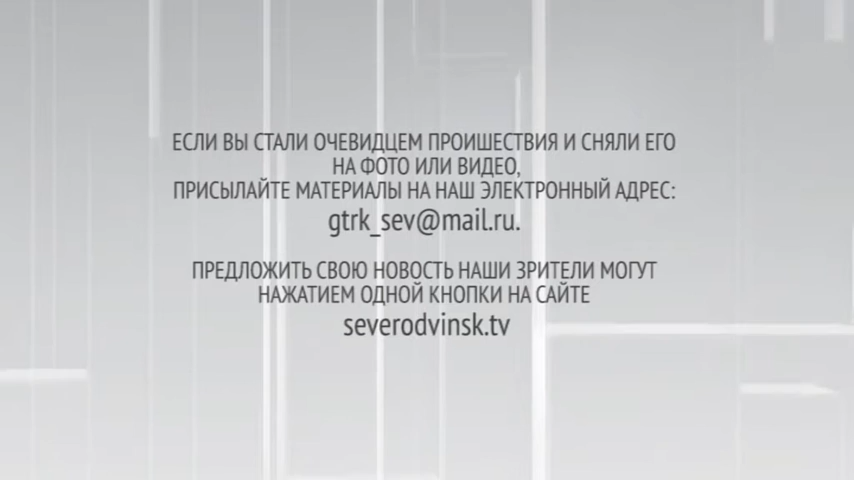 ЕСЛИ ВЫ СТАЛИ ОЧЕВИДЦЕМ ПРОИШЕСТВИЯ И СНЯЛИ ЕГО
НА ФОТО ИЛИ ВИДЕО,
ПРИСЫЛАЙТЕ МАТЕРИАЛЫ НА НАШ ЭЛЕКТРОННЫЙ АДРЕС:
gtrk_sev@mail.ru.
ПРЕДЛОЖИТЬ СВОЮ НОВОСТЬ НАШИ ЗРИТЕЛИ МОГУТ
НАЖАТИЕМ ОДНОЙ КНОПКИ НА САЙТЕ
severodvinsk.tv